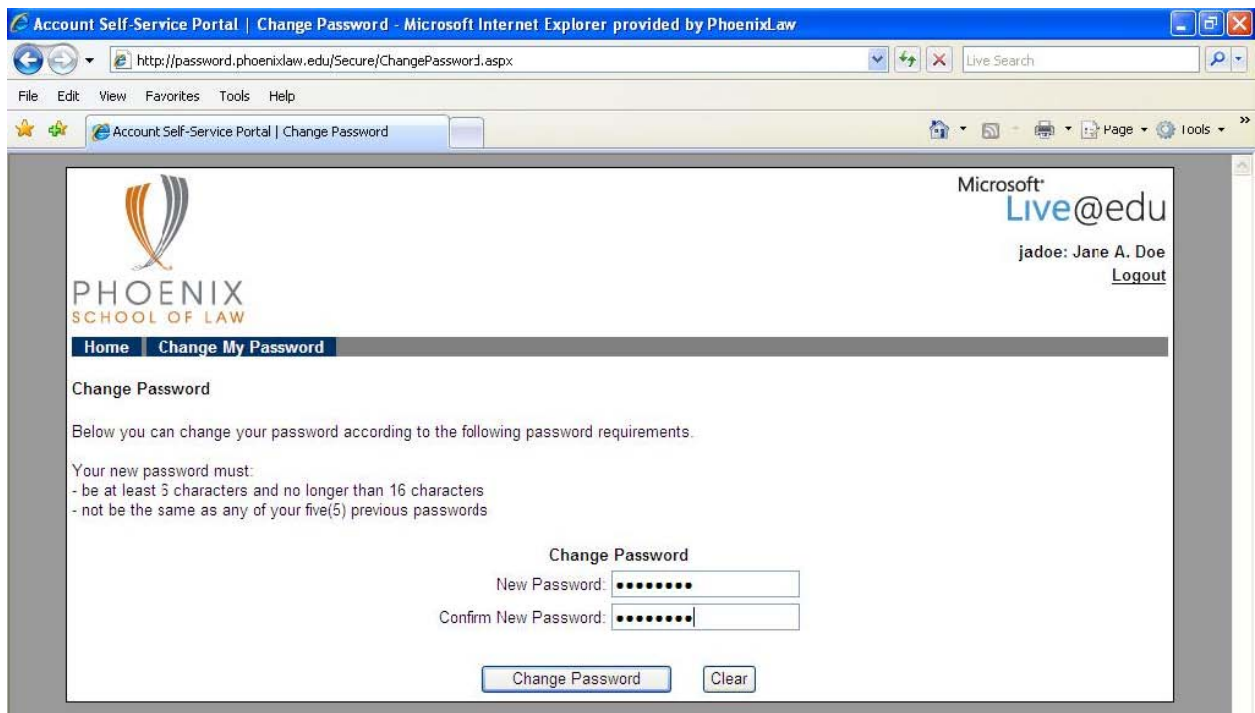 Account Self-Service Portal | Change Password - Microsoft Internet Explorer provided by PhoenixLaw
http://password.phoenixlaw.edu/Secure/ChangePassword.aspx
Live Search
File Edit View Favorites Tools Help
Account Self-Service Portal | Change Password
Page Tools
Microsoft
Live@edu
jadoe: Jane A. Doe
Logout
PHOENIX
SCHOOL OF LAW
Home Change My Password
Change Password
Below you can change your password according to the following password requirements.
Your new password must:
- be at least 6 characters and no longer than 16 characters
- not be the same as any of your five(5) previous passwords
Change Password
New Password: ••••••••
Confirm New Password: ••••••••
Change Password Clear